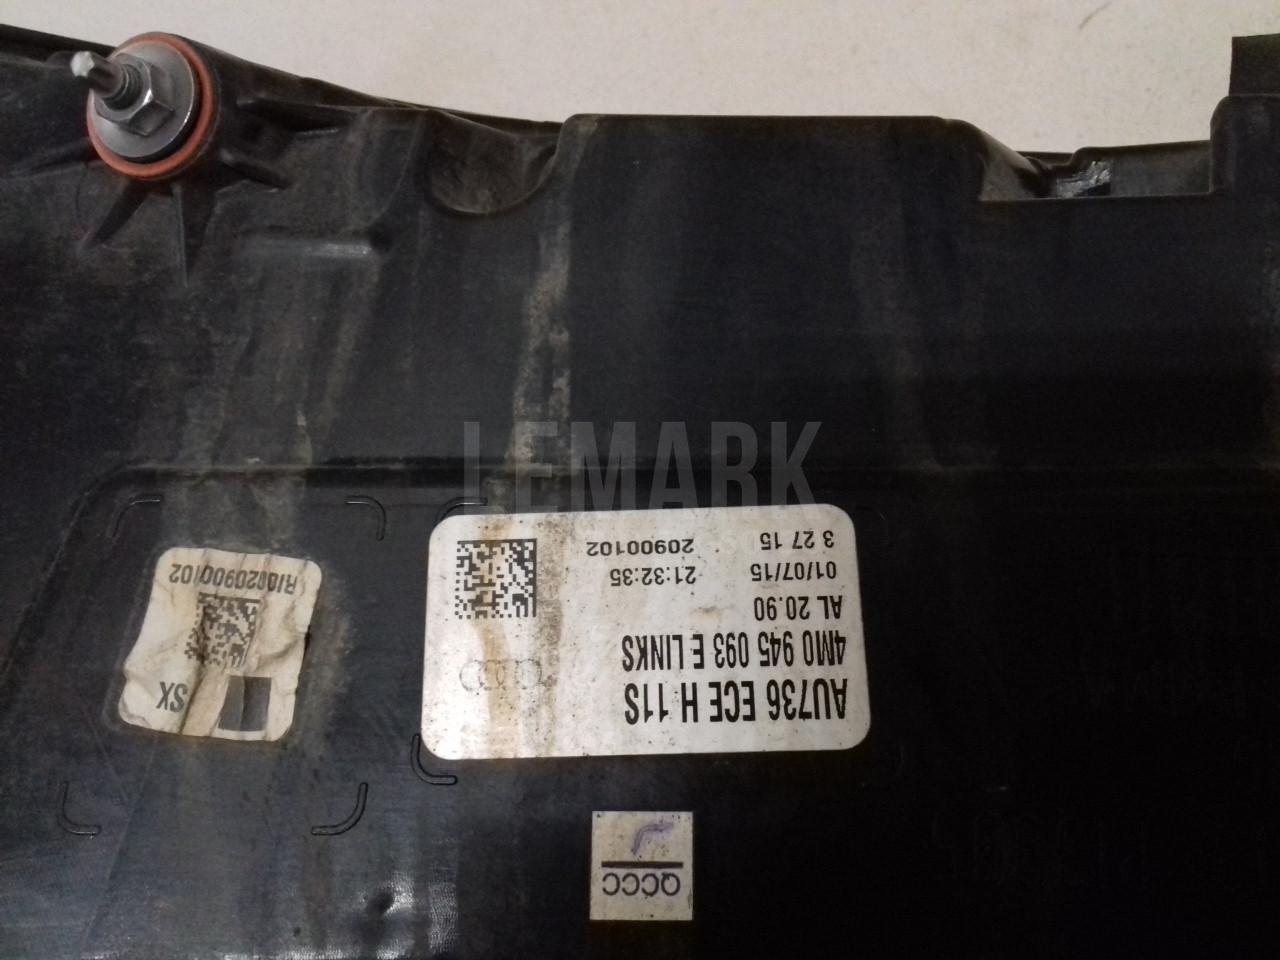 LEMARK
AU736 ECE H 11S
4M0 945 093 E LINKS
AL 20.90
01/07/15 21:32:35
3 27 15 20900102
SX
RI0020900102
QCCC